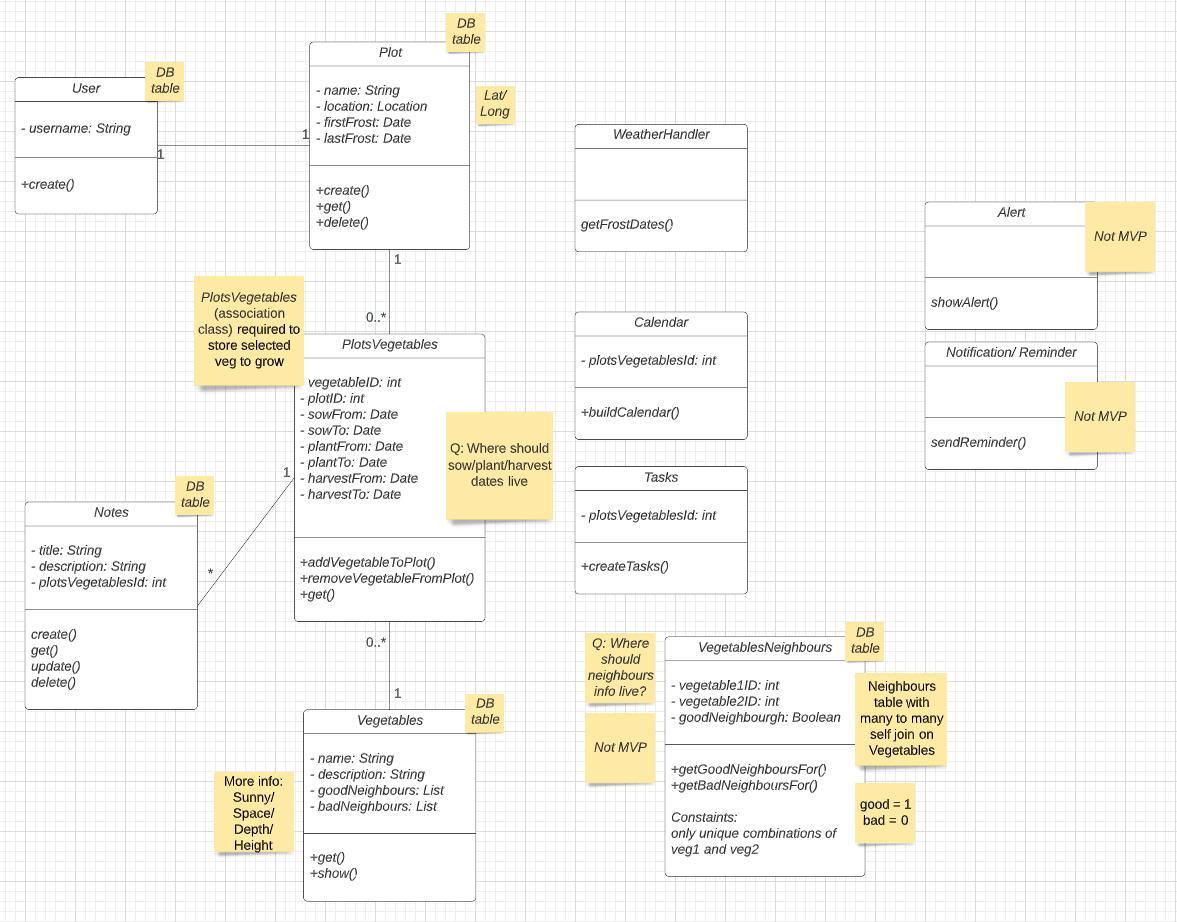 DB
table
User
- username: String
+create()
1
1
DB
table
Plot
- name: String
- location: Location
- firstFrost: Date
- lastFrost: Date
+create()
+get()
+delete()
Lat/
Long
1
0..*
PlotsVegetables
(association
class) required to
store selected
veg to grow
PlotsVegetables
vegetableID: int
- plotID: int
- sowFrom: Date
- sowTo: Date
- plantFrom: Date
- plantTo: Date
- harvestFrom: Date
- harvestTo: Date
+addVegetableToPlot()
+removeVegetableFromPlot()
+get()
Q: Where should
sow/plant/harvest
dates live
1
*
DB
table
Notes
- title: String
- description: String
- plotsVegetablesId: int
create()
get()
update()
delete()
0..*
1
DB
table
Vegetables
- name: String
- description: String
- goodNeighbours: List
- badNeighbours: List
+get()
+show()
More info:
Sunny/
Space/
Depth/
Height
WeatherHandler
getFrostDates()
Calendar
- plotsVegetablesId: int
+buildCalendar()
Tasks
- plotsVegetablesId: int
+createTasks()
Alert
showAlert()
Not MVP
Notification/ Reminder
sendReminder()
Not MVP
Q: Where
should
neighbours
info live?
Not MVP
DB
table
VegetablesNeighbours
- vegetable1ID: int
- vegetable2ID: int
- goodNeighbourgh: Boolean
+getGoodNeighboursFor()
+getBadNeighboursFor()
Constaints:
only unique combinations of
veg1 and veg2
Neighbours
table with
many to many
self join on
Vegetables
good = 1
bad = 0